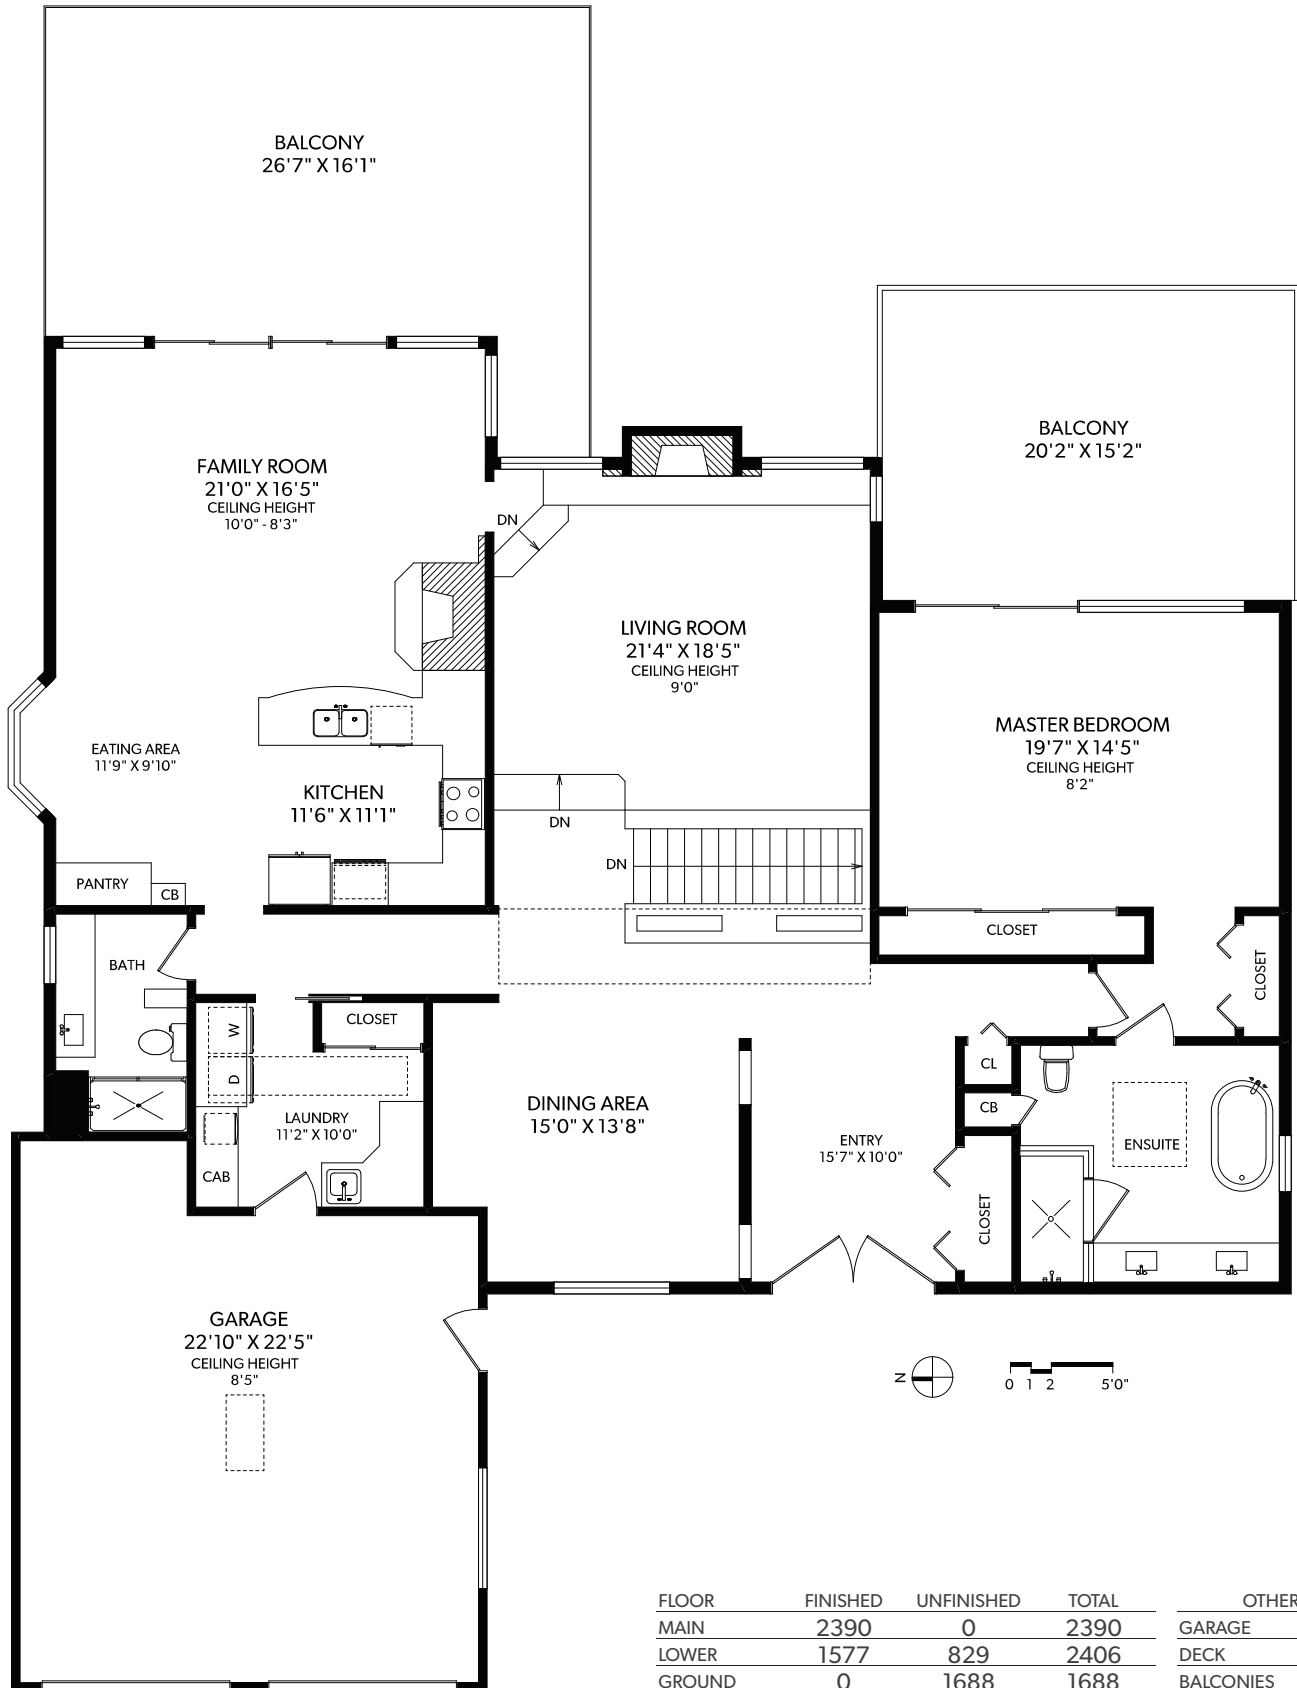 BALCONY
26'7" X 16'1"
BALCONY
20'2" X 15'2"
FAMILY ROOM
21'0" X 16'5"
CEILING HEIGHT
10'0" - 8'3"
DN
LIVING ROOM
21'4" X 18'5"
CEILING HEIGHT
9'0"
MASTER BEDROOM
19'7" X 14'5"
CEILING HEIGHT
8'2"
EATING AREA
11'9" X 9'10"
KITCHEN
11'6" X 11'1"
DN
DN
PANTRY
CB
CLOSET
BATH
CLOSET
CLOSET
W
D
CL
CB
DINING AREA
15'0" X 13'8"
LAUNDRY
11'2" X 10'0"
ENTRY
15'7" X 10'0"
ENSUITE
CAB
CLOSET
GARAGE
22'10" X 22'5"
CEILING HEIGHT
8'5"
N
0 1 2 5'0"
FLOOR FINISHED UNFINISHED TOTAL OTHER
MAIN 2390 0 2390 GARAGE
LOWER 1577 829 2406 DECK
GROUND 0 1688 1688 BALCONIES